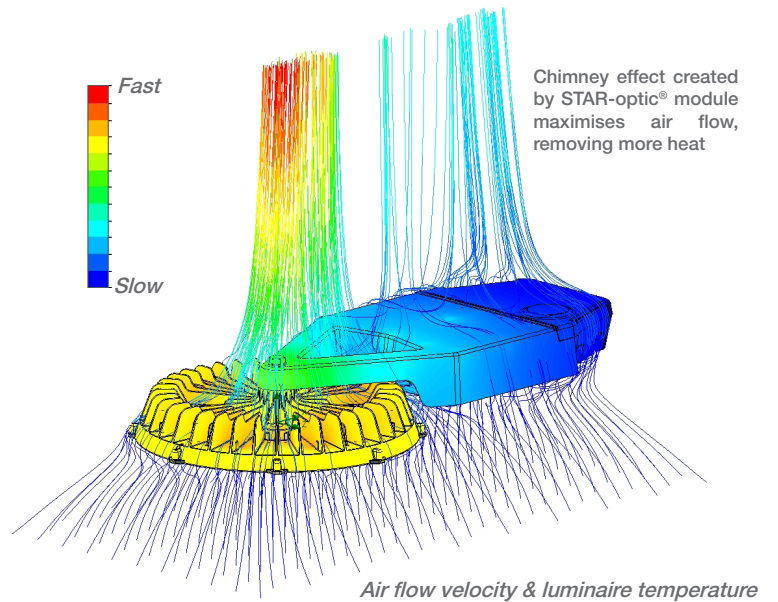 Fast
Chimney effect created
by STAR-optic® module
maximises air flow,
removing more heat
Slow
Air flow velocity & luminaire temperature